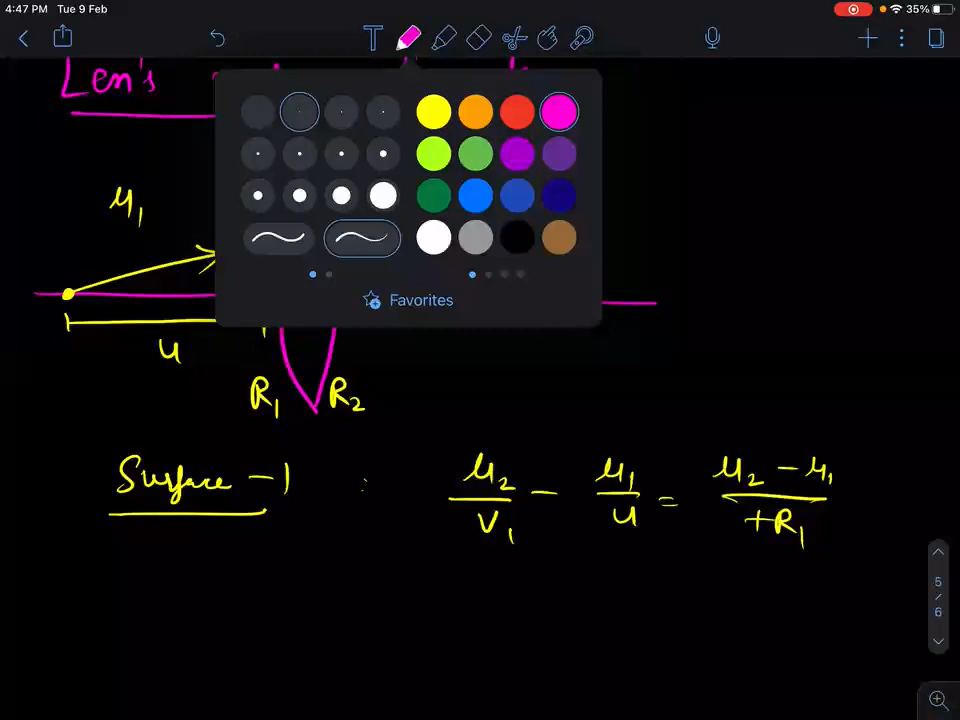 4:47 PM Tue 9 Feb
35%
Len's
Favorites
μ1
u
R1 R2
Surface - 1 : μ2/v1 - μ1/u = μ2 - μ1/+R1
5
/
6